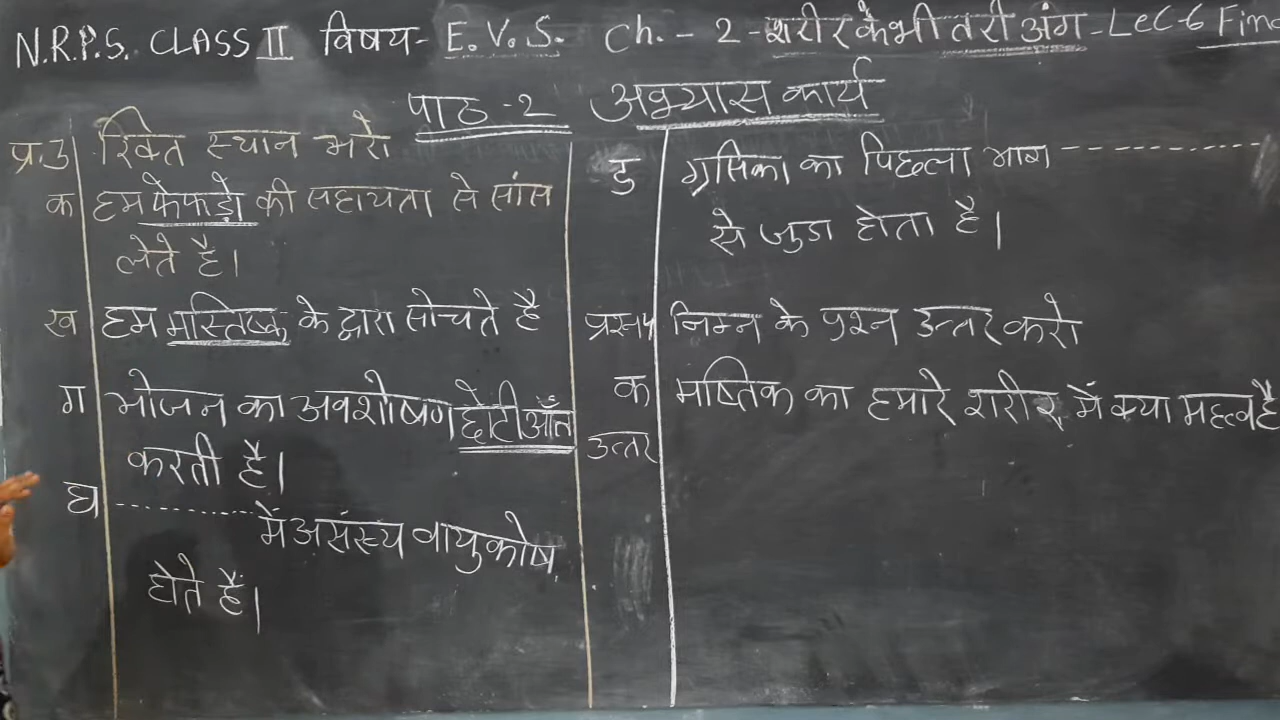 N.R.P.S. CLASS II विषय- E.V.S. Ch. - 2 - शरीर के भीतरी अंग - Lec-6 Fina
पाठ -2 अभ्यास कार्य
प्र.3 रिक्त स्थान भरो
क हम फेफड़ो की सहायता से सांस
लेते है।
ख हम मस्तिष्क के द्वारा सोचते है
ग भोजन का अवशोषण छोटी आँत
करती है।
घ ------------ में असंख्य वायुकोष
होते है।
ड ग्रसिका का पिछला भाग --------------
से जुडा होता है।
प्रश्न4 निम्न के प्रश्न उत्तर करो
क मष्तिक का हमारे शरीर में क्या महत्व है
उत्तर